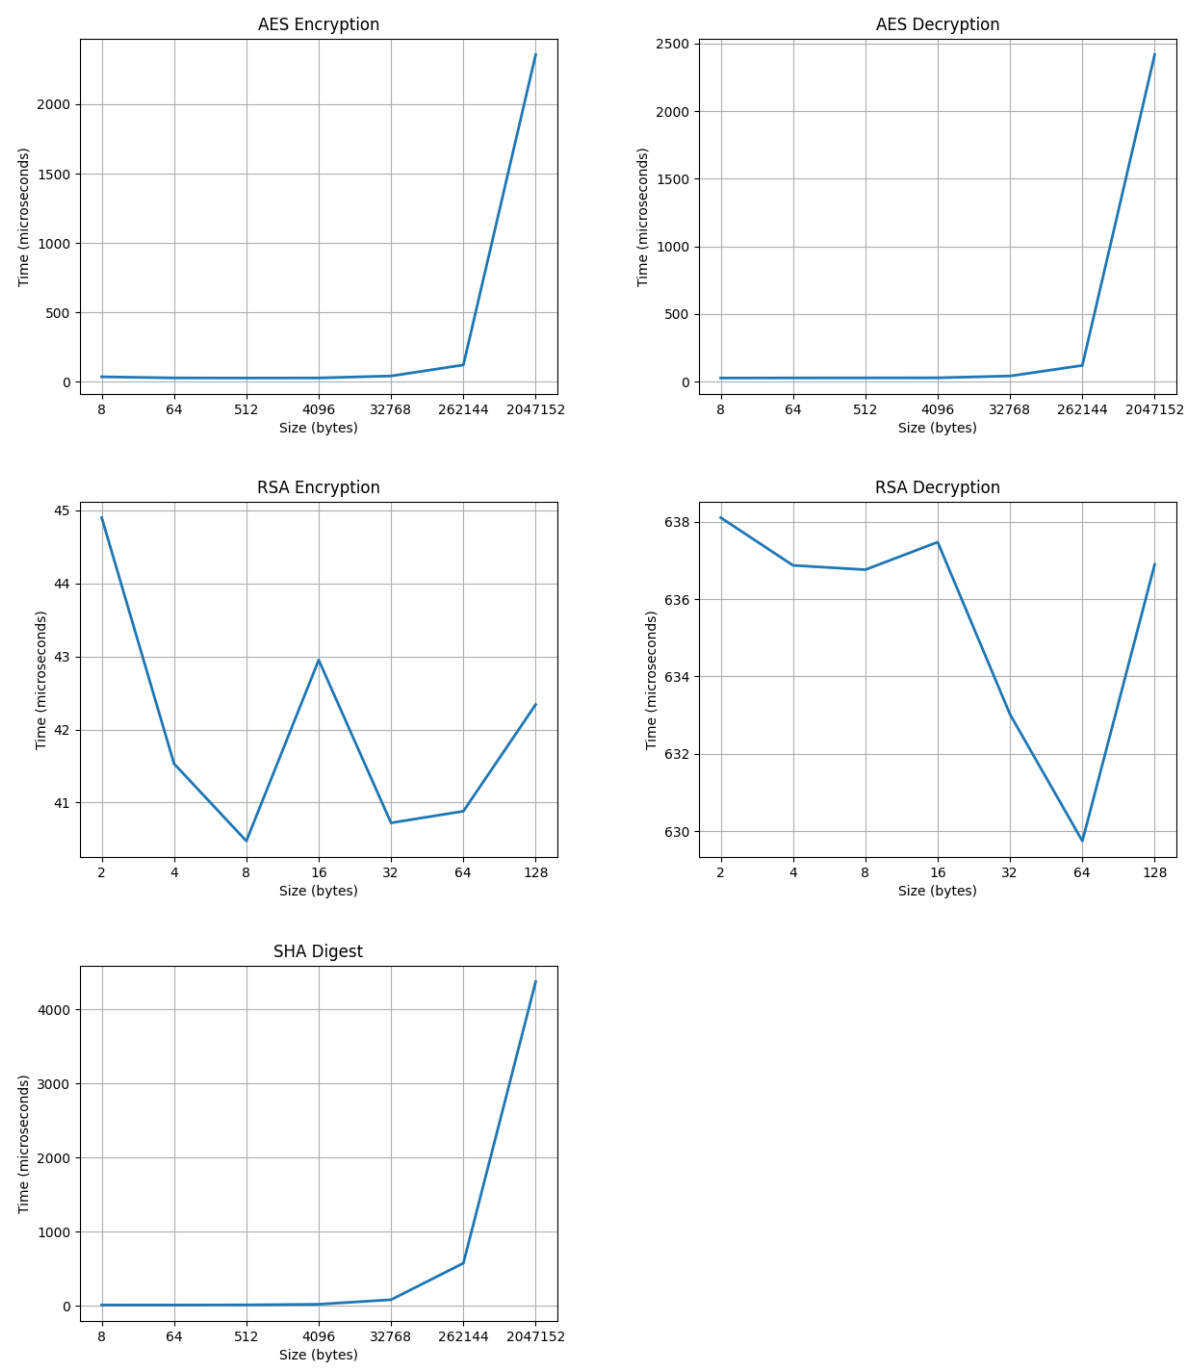 AES Encryption
2000
1500
1000
500
0
Time (microseconds)
8 64 512 4096 32768 262144 2047152
Size (bytes)
AES Decryption
2500
2000
1500
1000
500
0
Time (microseconds)
8 64 512 4096 32768 262144 2047152
Size (bytes)
RSA Encryption
45
44
43
42
41
Time (microseconds)
2 4 8 16 32 64 128
Size (bytes)
RSA Decryption
638
636
634
632
630
Time (microseconds)
2 4 8 16 32 64 128
Size (bytes)
SHA Digest
4000
3000
2000
1000
0
Time (microseconds)
8 64 512 4096 32768 262144 2047152
Size (bytes)